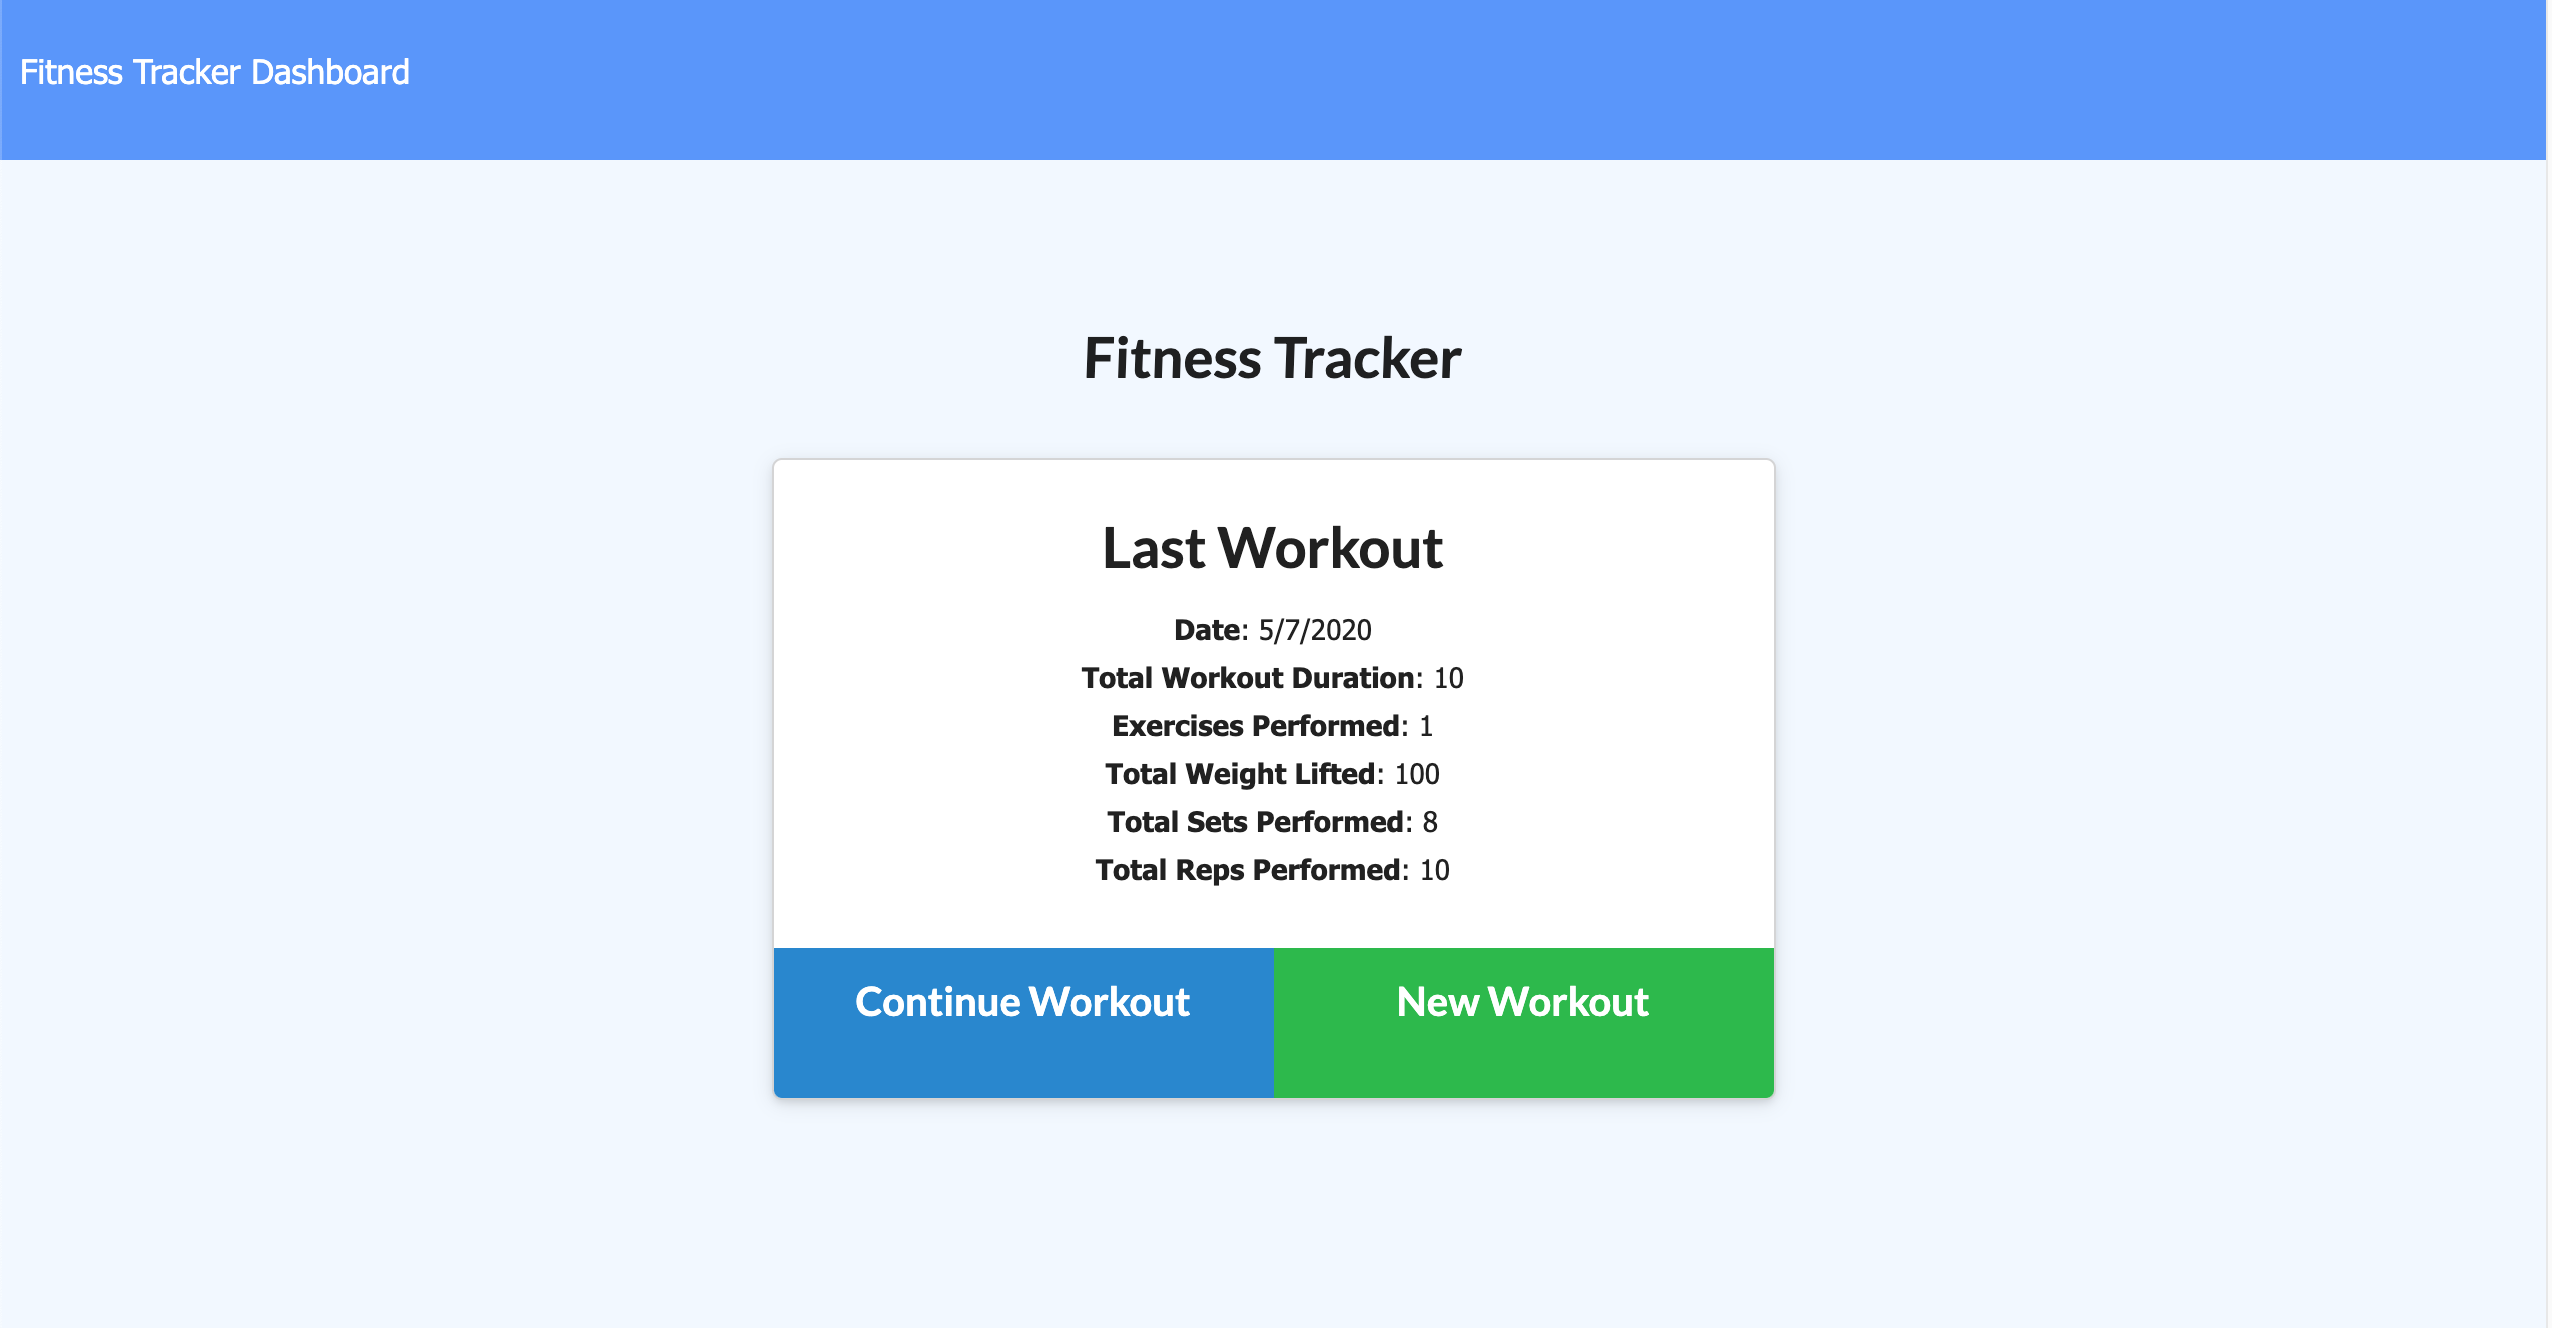 Fitness Tracker Dashboard
Fitness Tracker
Last Workout
Date: 5/7/2020
Total Workout Duration: 10
Exercises Performed: 1
Total Weight Lifted: 100
Total Sets Performed: 8
Total Reps Performed: 10
Continue Workout
New Workout